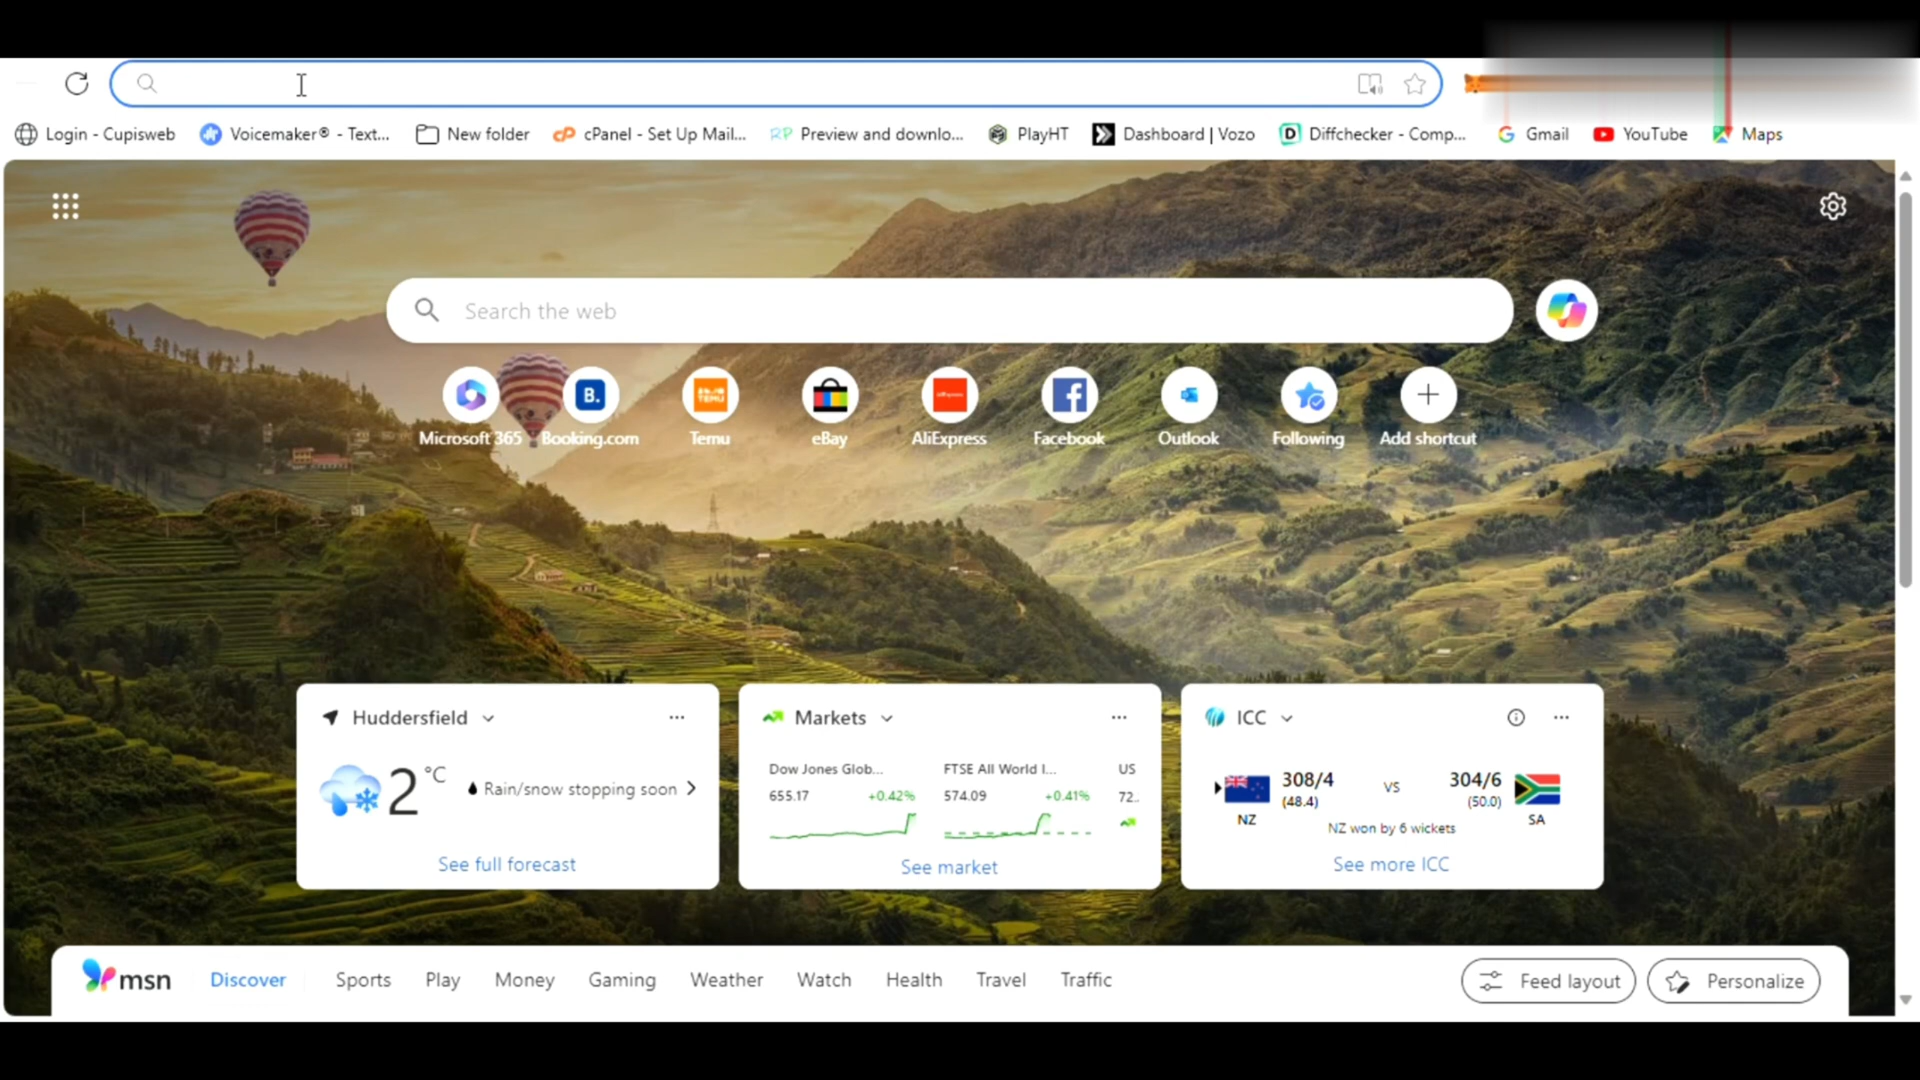 Login - Cupisweb
Voicemaker® - Text...
New folder
cPanel - Set Up Mail...
Preview and downlo...
PlayHT
Dashboard | Vozo
Diffchecker - Comp...
Gmail
YouTube
Maps
Search the web
Microsoft 365
Booking.com
Temu
eBay
AliExpress
Facebook
Outlook
Following
Add shortcut
Huddersfield
2 °C
Rain/snow stopping soon
See full forecast
Markets
Dow Jones Glob...
655.17 +0.42%
FTSE All World I...
574.09 +0.41%
US
72..
See market
ICC
308/4 vs 304/6
(48.4) (50.0)
NZ SA
NZ won by 6 wickets
See more ICC
msn
Discover
Sports
Play
Money
Gaming
Weather
Watch
Health
Travel
Traffic
Feed layout
Personalize